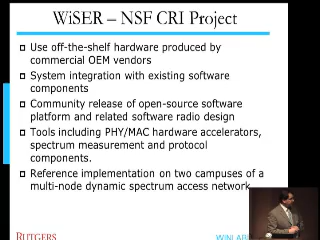 WiSER – NSF CRI Project
Use off-the-shelf hardware produced by
commercial OEM vendors
System integration with existing software
components
Community release of open-source software
platform and related software radio design
Tools including PHY/MAC hardware accelerators,
spectrum measurement and protocol
components.
Reference implementation on two campuses of a
multi-node dynamic spectrum access network
RUTGERS
WINLAB